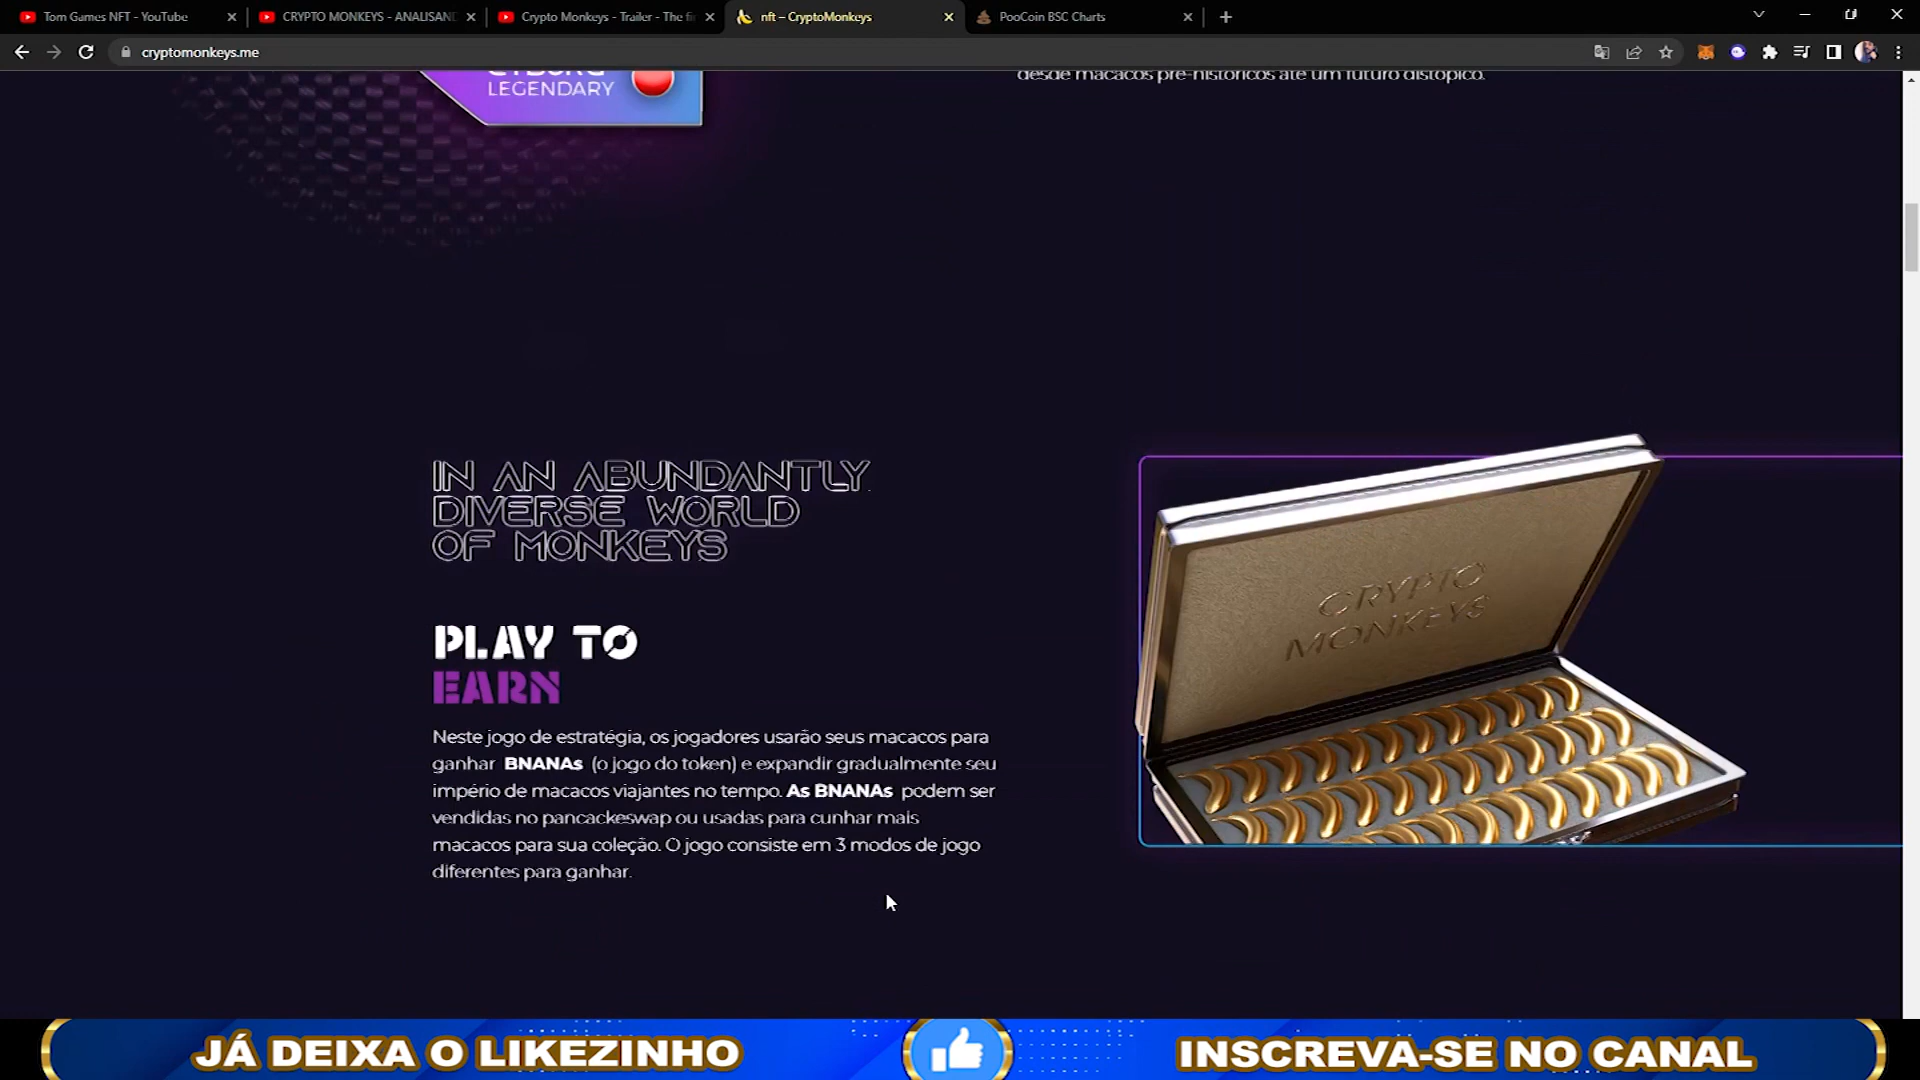 Tom Games NFT - YouTube
CRYPTO MONKEYS - ANALISAND
Crypto Monkeys - Trailer - The fir
nft – CryptoMonkeys
PooCoin BSC Charts
cryptomonkeys.me
CYBORG
LEGENDARY
desde macacos pré-históricos até um futuro distópico.
IN AN ABUNDANTLY
DIVERSE WORLD
OF MONKEYS
PLAY TO
EARN
Neste jogo de estratégia, os jogadores usarão seus macacos para
ganhar BNANAs (o jogo do token) e expandir gradualmente seu
império de macacos viajantes no tempo. As BNANAs podem ser
vendidas no pancackeswap ou usadas para cunhar mais
macacos para sua coleção. O jogo consiste em 3 modos de jogo
diferentes para ganhar.
CRYPTO
MONKEYS
JÁ DEIXA O LIKEZINHO
INSCREVA-SE NO CANAL